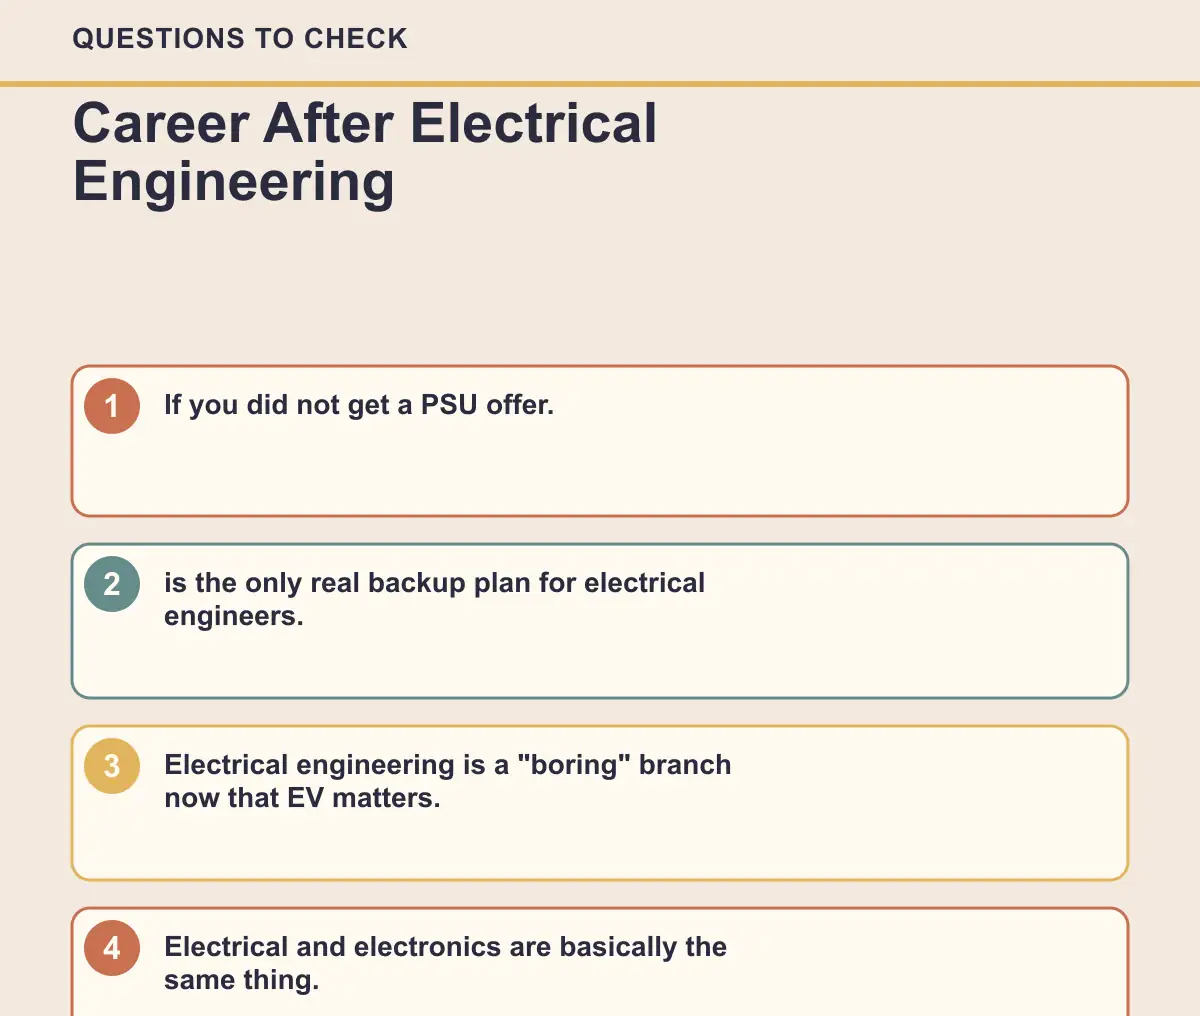 QUESTIONS TO CHECK
Career After Electrical
Engineering
1
If you did not get a PSU offer.
2
is the only real backup plan for electrical
engineers.
3
Electrical engineering is a "boring" branch
now that EV matters.
4
Electrical and electronics are basically the
same thing.